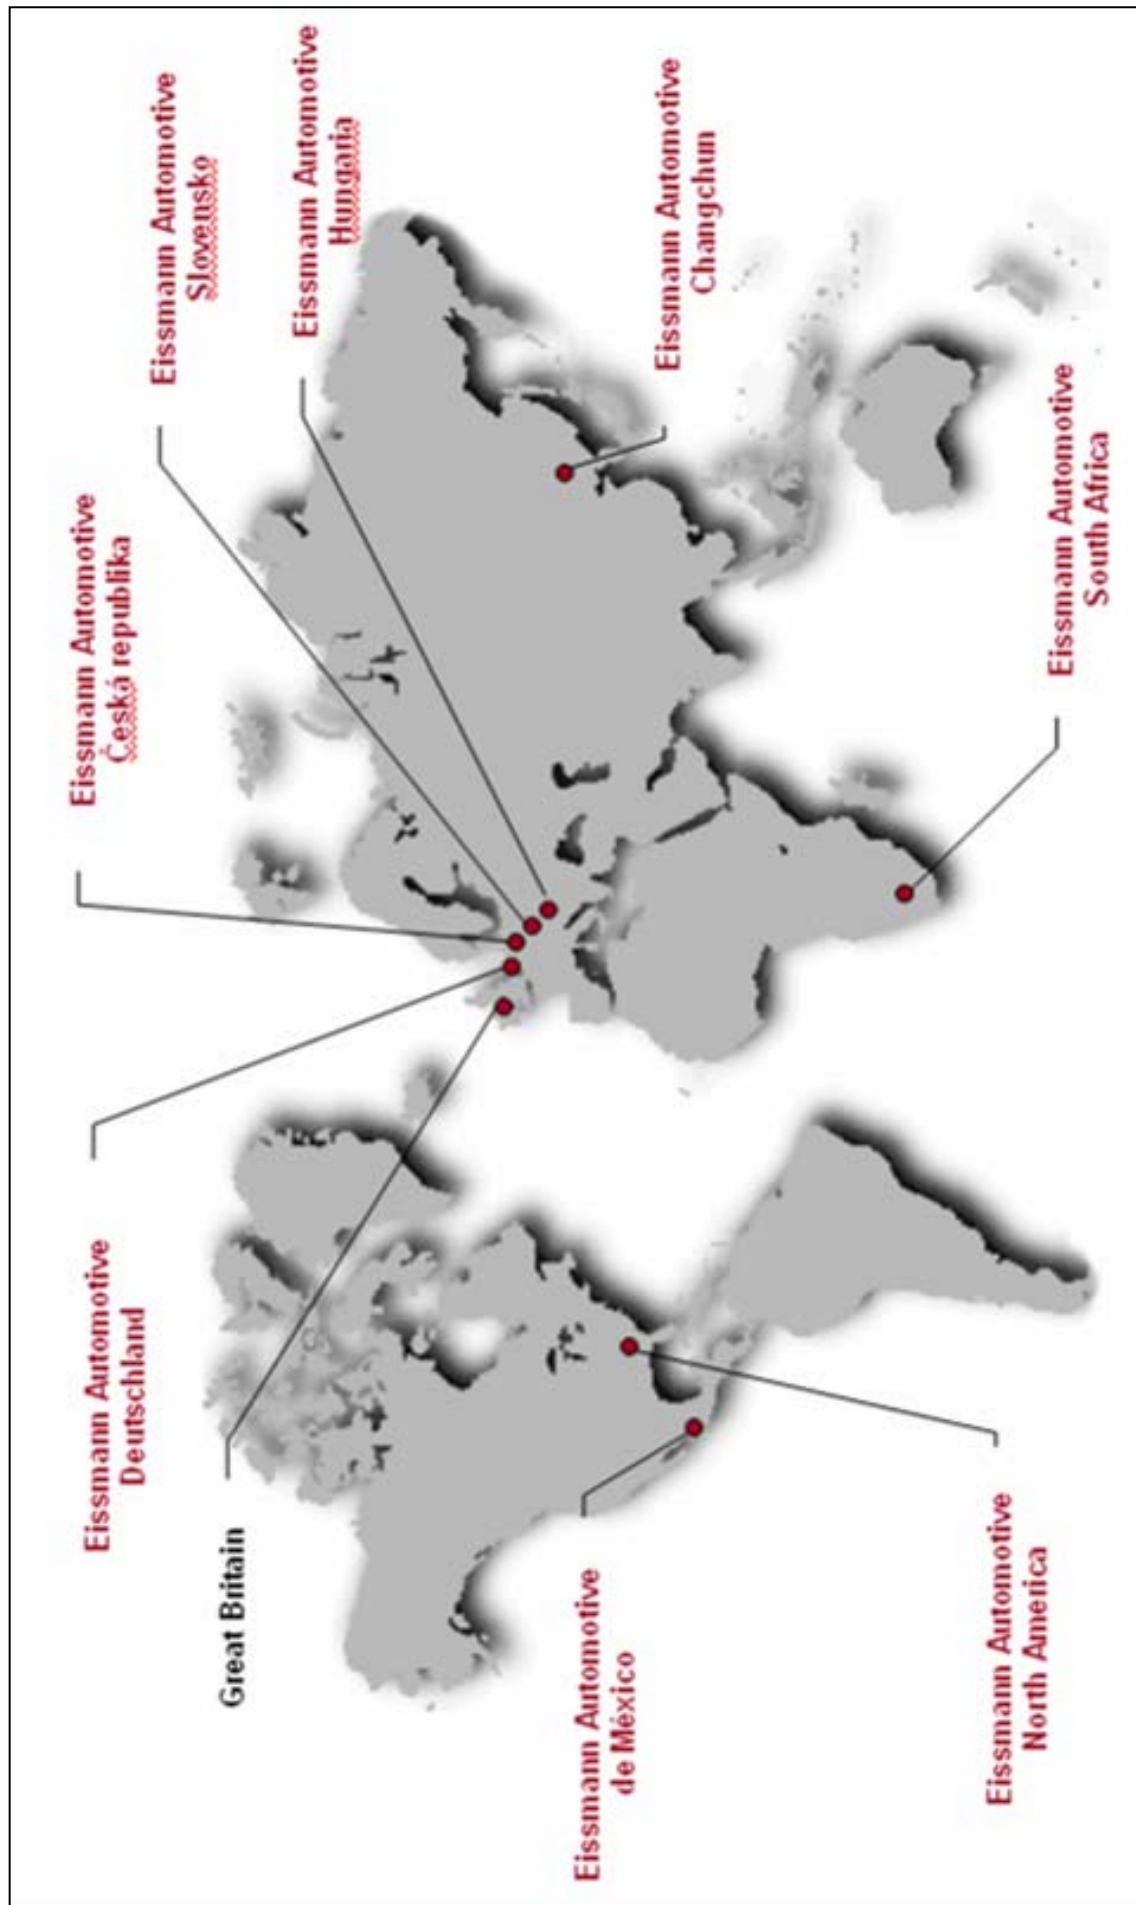 Eissmann Automotive
Deutschland
Eissmann Automotive
Česká republika
Eissmann Automotive
Slovensko
Eissmann Automotive
Hungaria
Great Britain
Eissmann Automotive
de México
Eissmann Automotive
Changchun
Eissmann Automotive
North America
Eissmann Automotive
South Africa